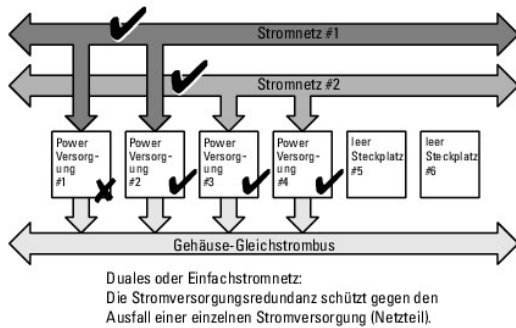 Stromnetz #1
Stromnetz #2
Power
Versorg-
ung
#1
Power
Versorg-
ung
#2
Power
Versorg-
ung
#3
Power
Versorg-
ung
#4
leer
Steckplatz
#5
leer
Steckplatz
#6
Gehäuse-Gleichstrombus
Duales oder Einfachstromnetz:
Die Stromversorgungsredundanz schützt gegen den
Ausfall einer einzelnen Stromversorgung (Netzteil).